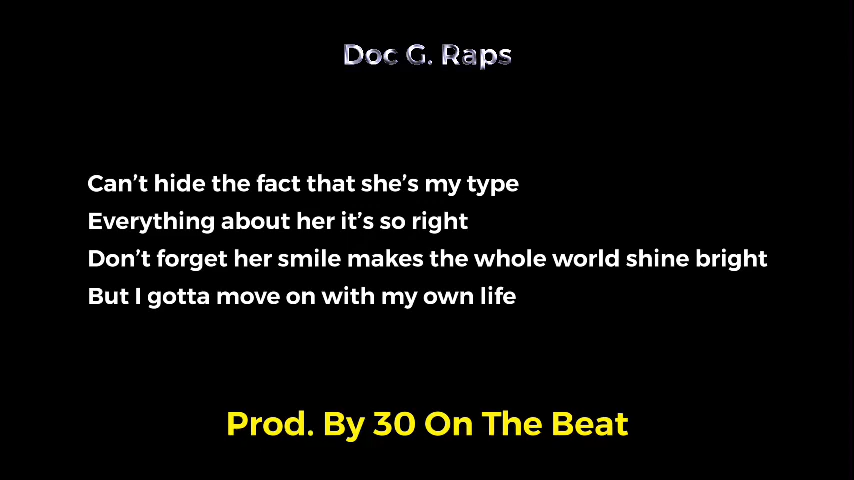 Doc G. Raps
Can't hide the fact that she's my type
Everything about her it's so right
Don't forget her smile makes the whole world shine bright
But I gotta move on with my own life
Prod. By 30 On The Beat